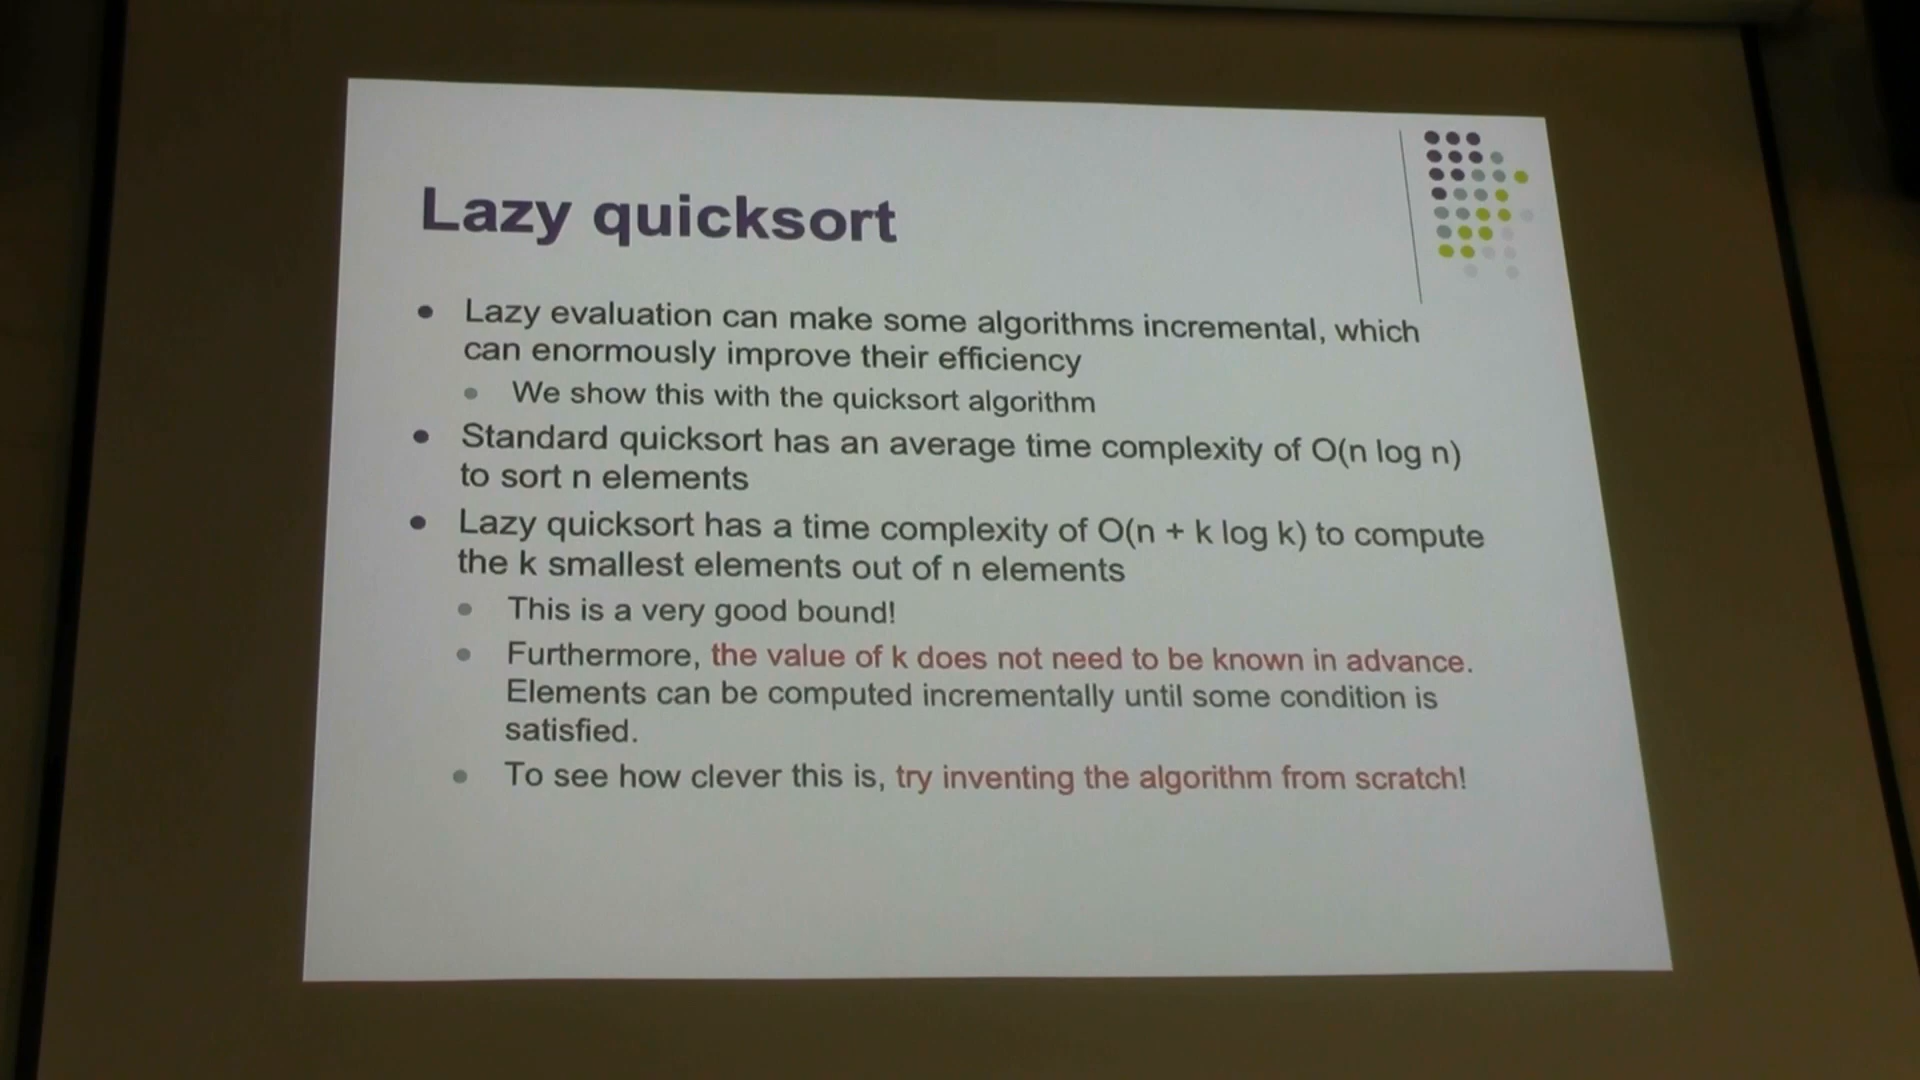 Lazy quicksort
Lazy evaluation can make some algorithms incremental, which
can enormously improve their efficiency
We show this with the quicksort algorithm
Standard quicksort has an average time complexity of O(n log n)
to sort n elements
Lazy quicksort has a time complexity of O(n + k log k) to compute
the k smallest elements out of n elements
This is a very good bound!
Furthermore, the value of k does not need to be known in advance.
Elements can be computed incrementally until some condition is
satisfied.
To see how clever this is, try inventing the algorithm from scratch!